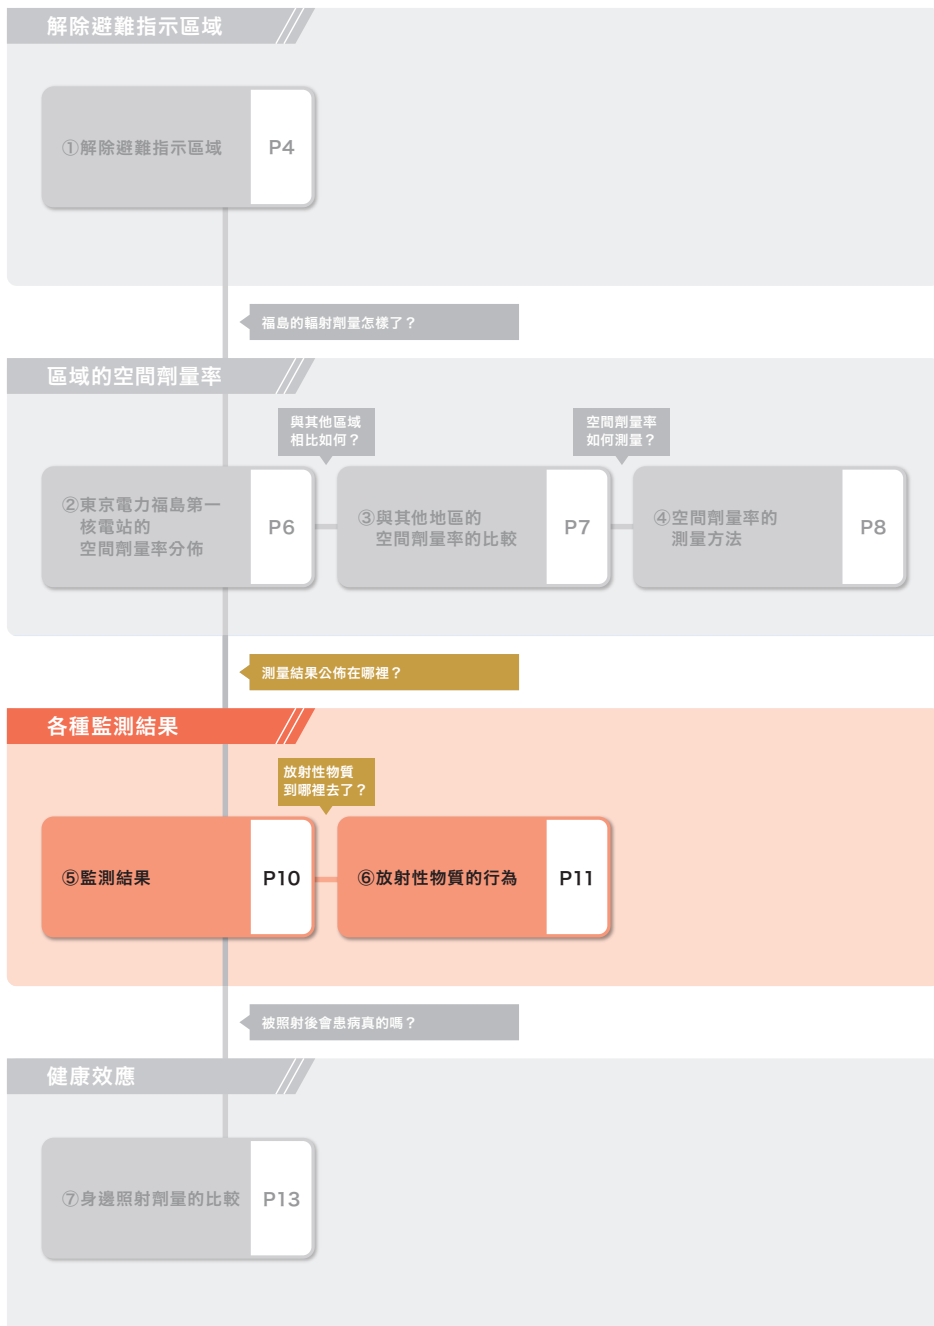 解除避難指示區域
①解除避難指示區域
P4
福島的輻射劑量怎樣了？
區域的空間劑量率
與其他區域
相比如何？
空間劑量率
如何測量？
②東京電力福島第一
核電站的
空間劑量率分佈
P6
③與其他地區的
空間劑量率的比較
P7
④空間劑量率的
測量方法
P8
測量結果公佈在哪裡？
各種監測結果
放射性物質
到哪裡去了？
⑤監測結果
P10
⑥放射性物質的行為
P11
被照射後會患病真的嗎？
健康效應
⑦身邊照射劑量的比較
P13